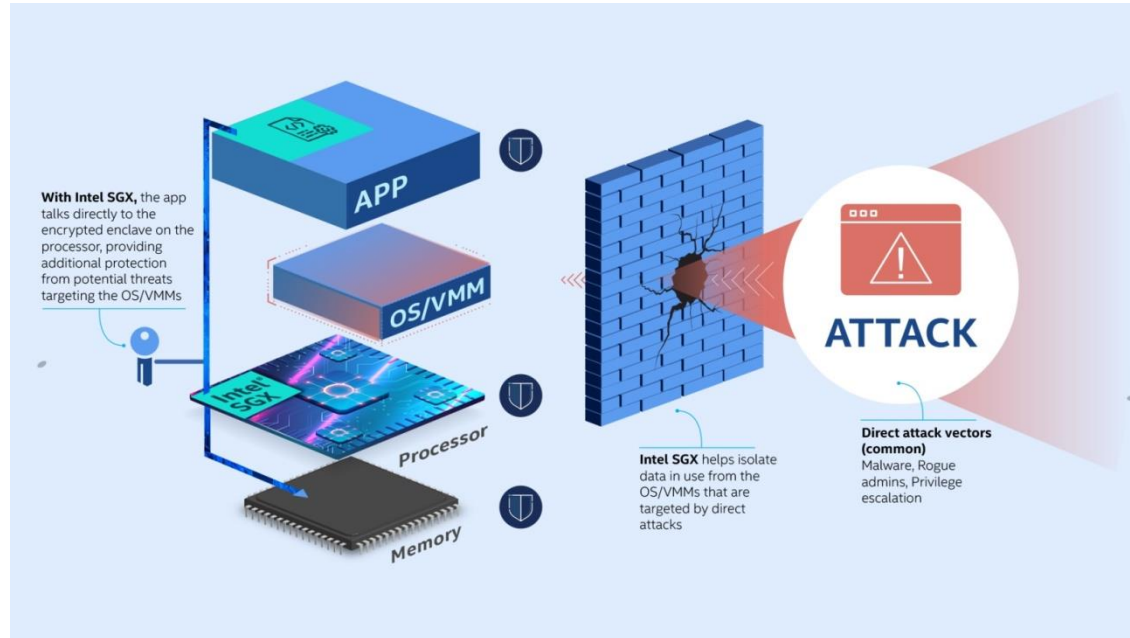 With Intel SGX, the app
talks directly to the
encrypted enclave on the
processor, providing
additional protection
from potential threats
targeting the OS/VMMs
APP
OS/VMM
Intel®
SGX
Processor
Memory
Intel SGX helps isolate
data in use from the
OS/VMMs that are
targeted by direct
attacks
!
ATTACK
Direct attack vectors
(common)
Malware, Rogue
admins, Privilege
escalation